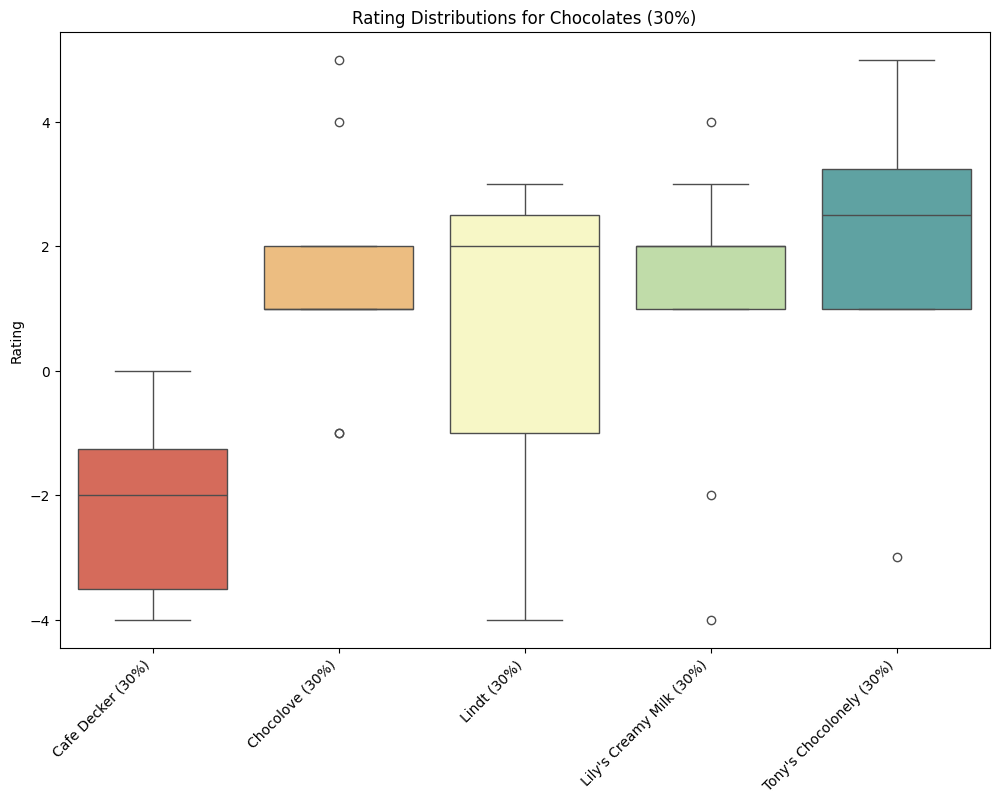 Rating Distributions for Chocolates (30%)
4
2
0
−2
−4
Rating
Cafe Decker (30%)
Chocolove (30%)
Lindt (30%)
Lily's Creamy Milk (30%)
Tony's Chocolonely (30%)